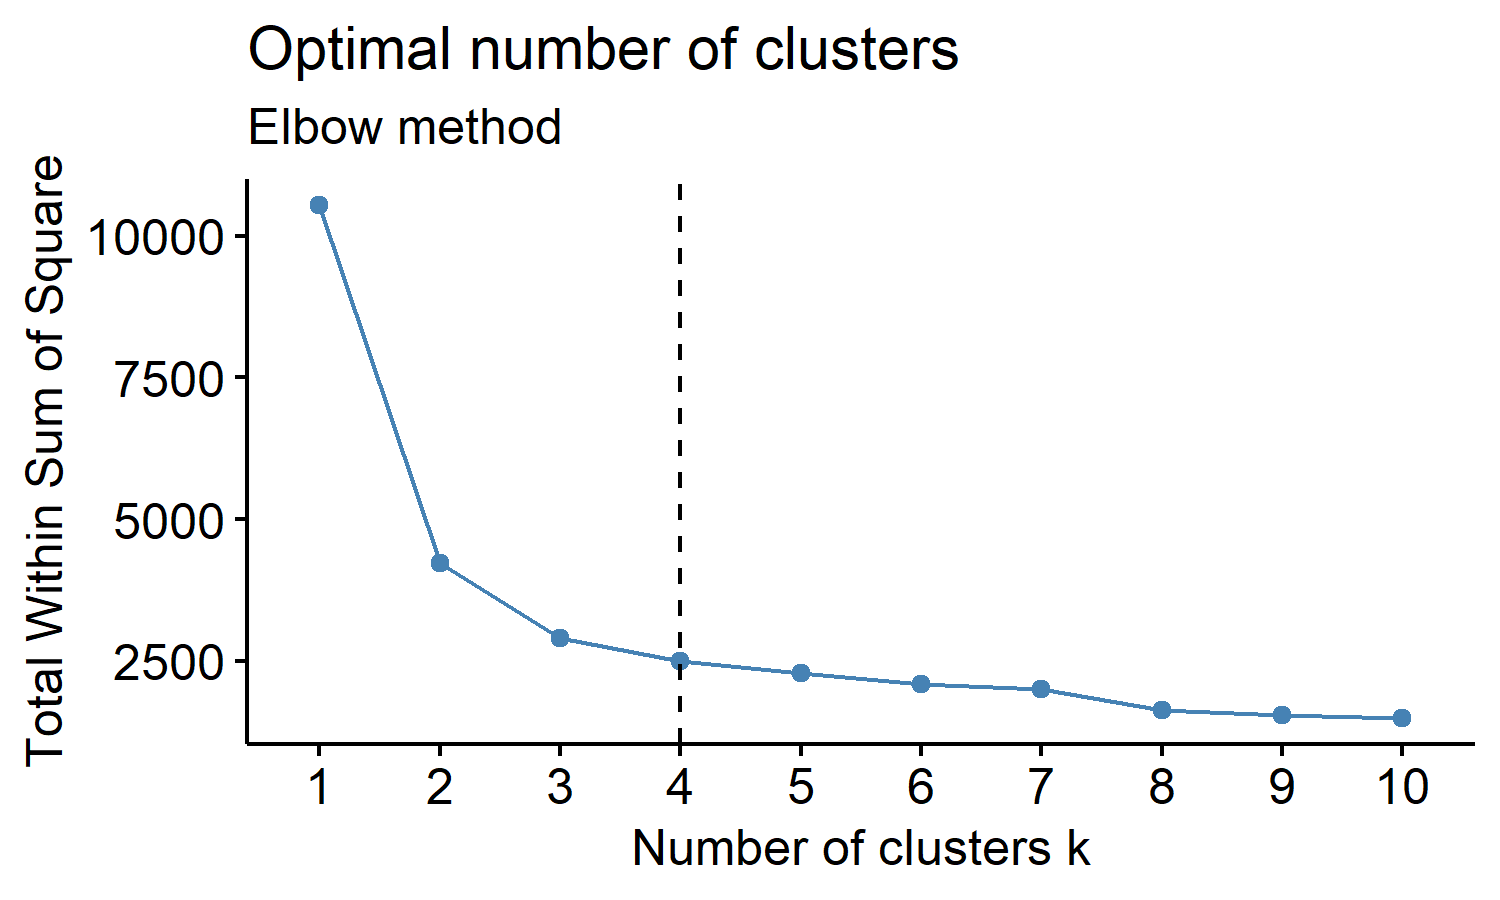 Optimal number of clusters
Elbow method
Total Within Sum of Square
10000
7500
5000
2500
1 2 3 4 5 6 7 8 9 10
Number of clusters k